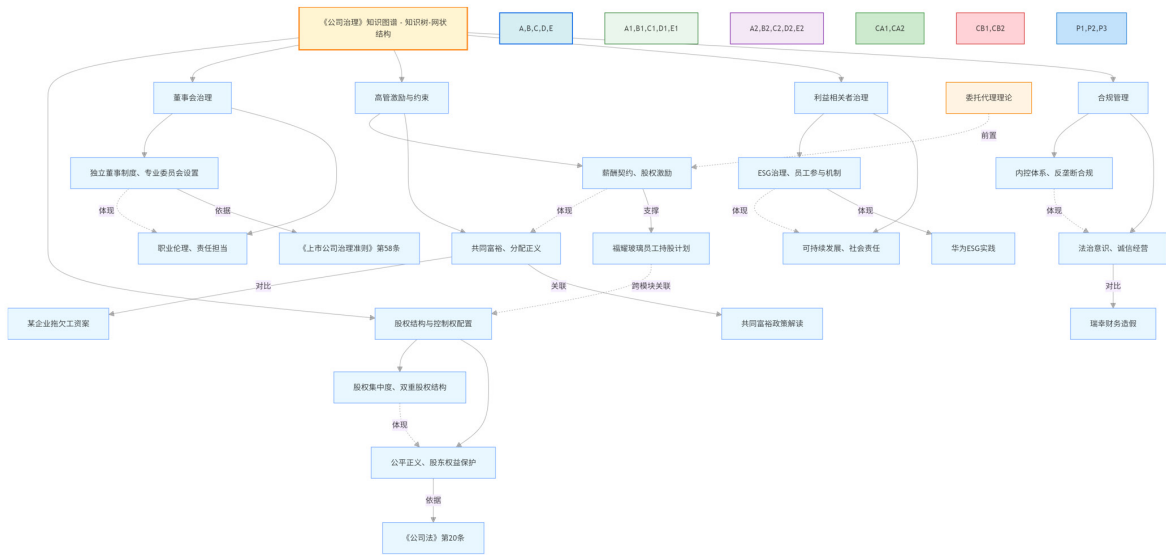 《公司治理》知识图谱 - 知识树-网状
结构
A,B,C,D,E
A1,B1,C1,D1,E1
A2,B2,C2,D2,E2
CA1,CA2
CB1,CB2
P1,P2,P3
董事会治理
高管激励与约束
利益相关者治理
委托代理理论
合规管理
前置
独立董事制度、专业委员会设置
薪酬契约、股权激励
ESG治理、员工参与机制
内控体系、反垄断合规
体现
依据
体现
支撑
体现
体现
体现
职业伦理、责任担当
《上市公司治理准则》第58条
共同富裕、分配正义
福耀玻璃员工持股计划
可持续发展、社会责任
华为ESG实践
法治意识、诚信经营
对比
关联
跨模块关联
对比
某企业拖欠工资案
股权结构与控制权配置
共同富裕政策解读
瑞幸财务造假
股权集中度、双重股权结构
体现
公平正义、股东权益保护
依据
《公司法》第20条